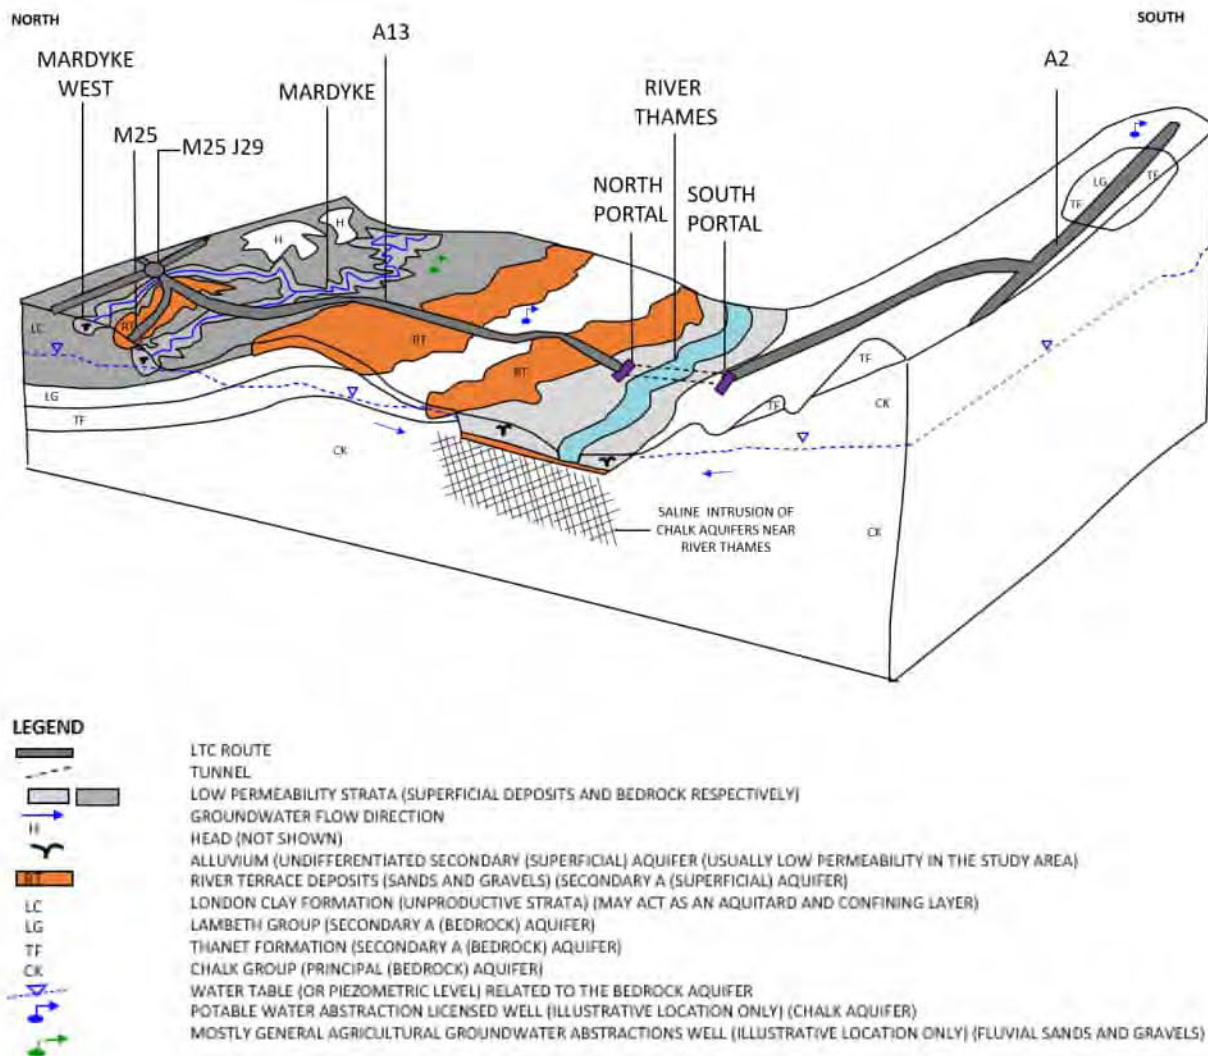 NORTH
SOUTH
A13
A2
MARDYKE
WEST
MARDYKE
RIVER
THAMES
M25
M25 J29
NORTH
PORTAL
SOUTH
PORTAL
H
H
LG
TF
TF
LC
RT
RT
RT
LG
TF
CK
TF
TF
CK
CK
SALINE INTRUSION OF
CHALK AQUIFERS NEAR
RIVER THAMES
LEGEND
LTC ROUTE
TUNNEL
LOW PERMEABILITY STRATA (SUPERFICIAL DEPOSITS AND BEDROCK RESPECTIVELY)
GROUNDWATER FLOW DIRECTION
H HEAD (NOT SHOWN)
ALLUVIUM (UNDIFFERENTIATED SECONDARY (SUPERFICIAL) AQUIFER (USUALLY LOW PERMEABILITY IN THE STUDY AREA)
RT RIVER TERRACE DEPOSITS (SANDS AND GRAVELS) (SECONDARY A (SUPERFICIAL) AQUIFER)
LC LONDON CLAY FORMATION (UNPRODUCTIVE STRATA) (MAY ACT AS AN AQUITARD AND CONFINING LAYER)
LG LAMBETH GROUP (SECONDARY A (BEDROCK) AQUIFER)
TF THANET FORMATION (SECONDARY A (BEDROCK) AQUIFER)
CK CHALK GROUP (PRINCIPAL (BEDROCK) AQUIFER)
WATER TABLE (OR PIEZOMETRIC LEVEL) RELATED TO THE BEDROCK AQUIFER
POTABLE WATER ABSTRACTION LICENSED WELL (ILLUSTRATIVE LOCATION ONLY) (CHALK AQUIFER)
MOSTLY GENERAL AGRICULTURAL GROUNDWATER ABSTRACTIONS WELL (ILLUSTRATIVE LOCATION ONLY) (FLUVIAL SANDS AND GRAVELS)